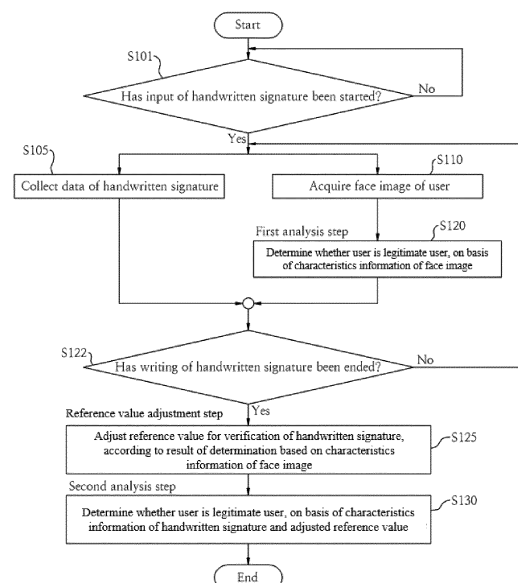 Start
S101
Has input of handwritten signature been started?
No
Yes
S105
Collect data of handwritten signature
S110
Acquire face image of user
First analysis step
S120
Determine whether user is legitimate user, on basis
of characteristics information of face image
S122
Has writing of handwritten signature been ended?
No
Yes
Reference value adjustment step
S125
Adjust reference value for verification of handwritten signature,
according to result of determination based on characteristics
information of face image
Second analysis step
S130
Determine whether user is legitimate user, on basis of characteristics
information of handwritten signature and adjusted reference value
End